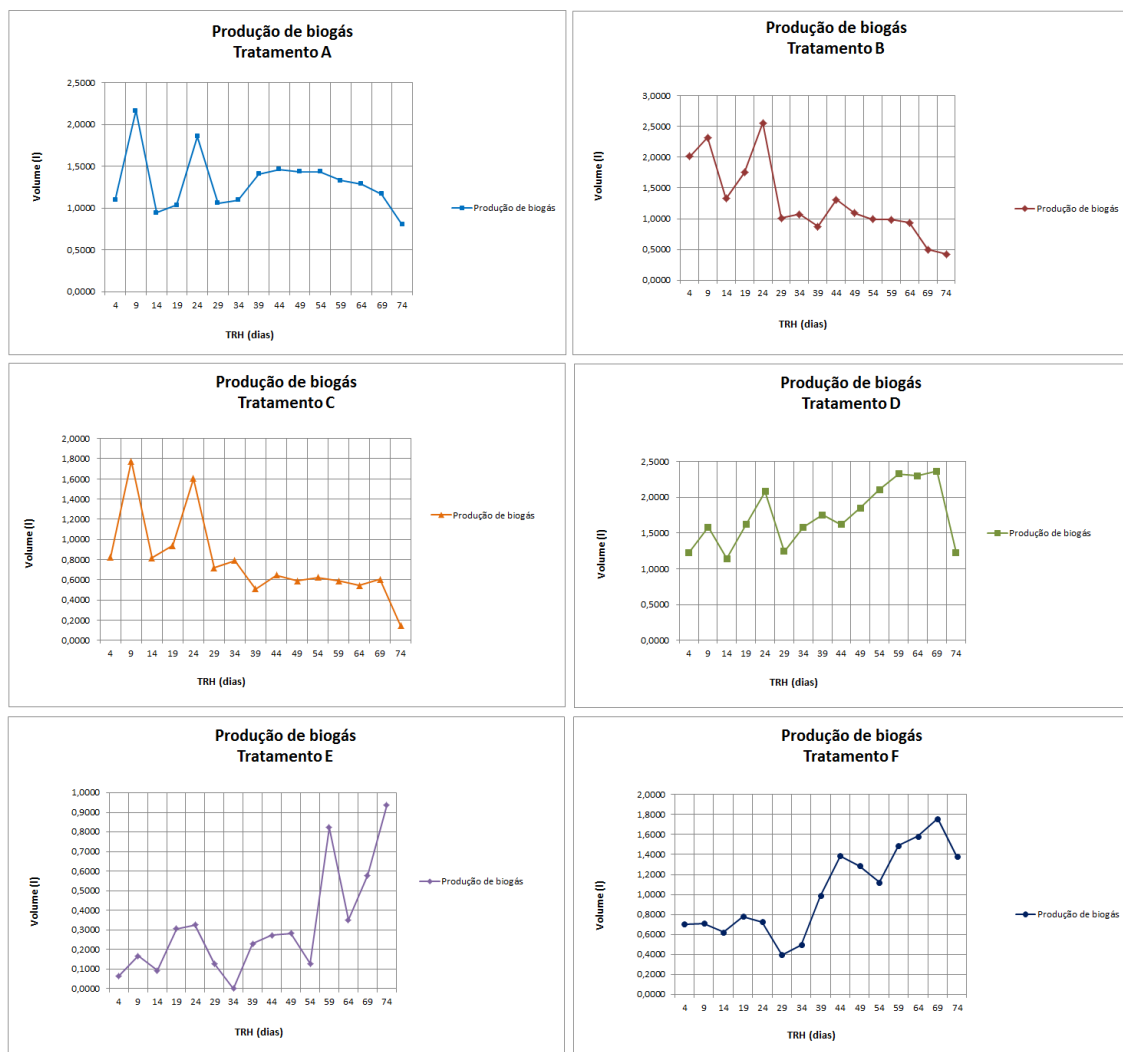 Produção de biogás
Tratamento A
Volume (l)
2,5000
2,0000
1,5000
1,0000
0,5000
0,0000
4 9 14 19 24 29 34 39 44 49 54 59 64 69 74
TRH (dias)
Produção de biogás
Produção de biogás
Tratamento B
Volume (l)
3,0000
2,5000
2,0000
1,5000
1,0000
0,5000
0,0000
4 9 14 19 24 29 34 39 44 49 54 59 64 69 74
TRH (dias)
Produção de biogás
Produção de biogás
Tratamento C
Volume (l)
2,0000
1,8000
1,6000
1,4000
1,2000
1,0000
0,8000
0,6000
0,4000
0,2000
0,0000
4 9 14 19 24 29 34 39 44 49 54 59 64 69 74
TRH (dias)
Produção de biogás
Produção de biogás
Tratamento D
Volume (l)
2,5000
2,0000
1,5000
1,0000
0,5000
0,0000
4 9 14 19 24 29 34 39 44 49 54 59 64 69 74
TRH (dias)
Produção de biogás
Produção de biogás
Tratamento E
Volume (l)
1,0000
0,9000
0,8000
0,7000
0,6000
0,5000
0,4000
0,3000
0,2000
0,1000
0,0000
4 9 14 19 24 29 34 39 44 49 54 59 64 69 74
TRH (dias)
Produção de biogás
Produção de biogás
Tratamento F
Volume (l)
2,0000
1,8000
1,6000
1,4000
1,2000
1,0000
0,8000
0,6000
0,4000
0,2000
0,0000
4 9 14 19 24 29 34 39 44 49 54 59 64 69 74
TRH (dias)
Produção de biogás